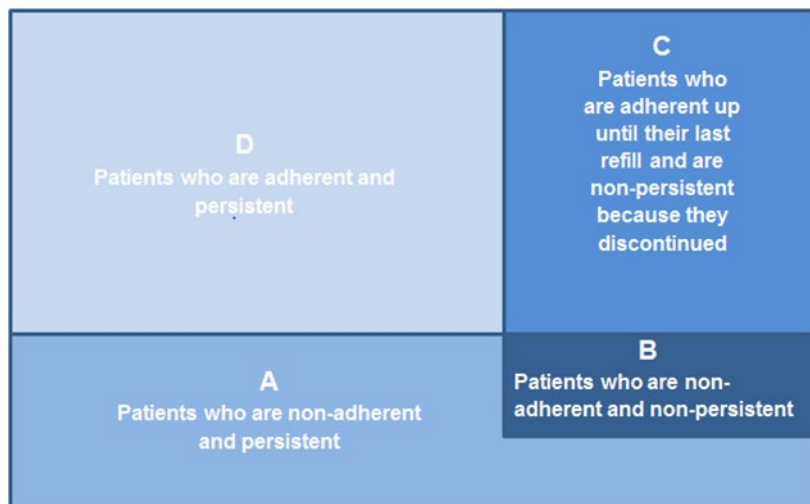 D
Patients who are adherent and
persistent
C
Patients who
are adherent up
until their last
refill and are
non-persistent
because they
discontinued
A
Patients who are non-adherent
and persistent
B
Patients who are non-
adherent and non-persistent